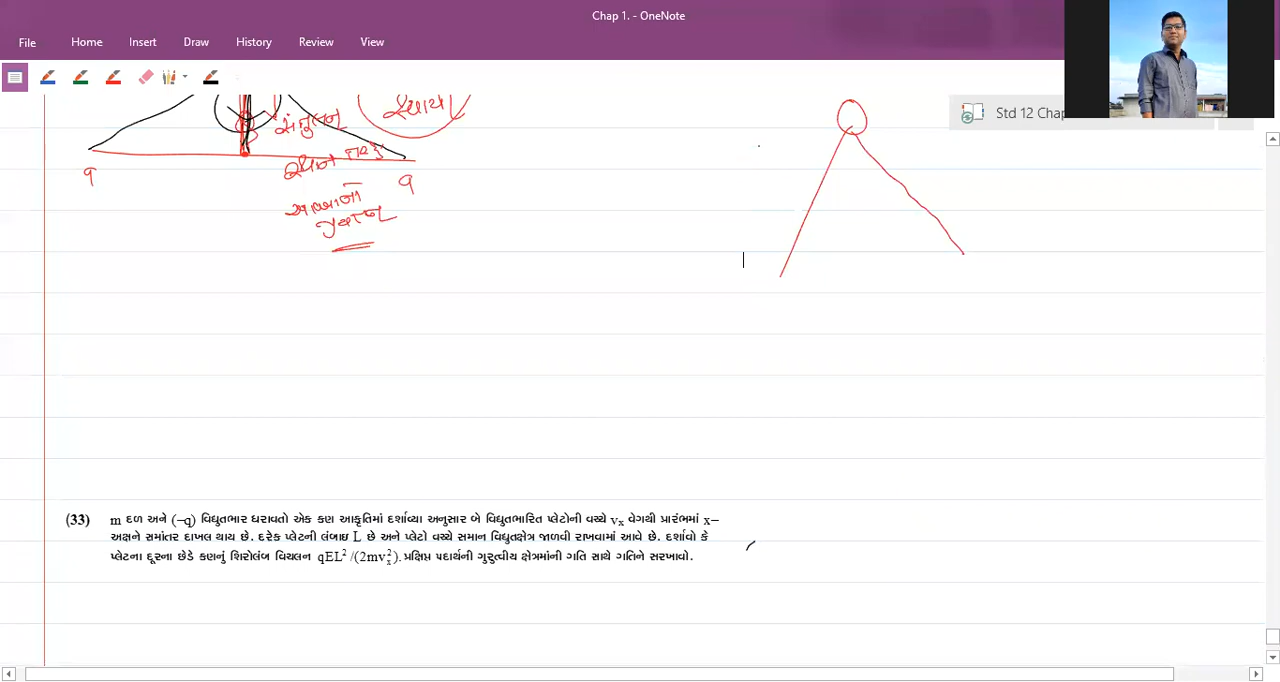 Chap 1. - OneNote
File Home Insert Draw History Review View
Std 12 Chap
q
સંતુલન
સ્થાન તરફ
q
(33) m દળ અને (–q) વિદ્યુતભાર ધરાવતો એક કણ આકૃતિમાં દર્શાવ્યા અનુસાર બે વિદ્યુતભારિત પ્લેટોની વચ્ચે vₓ વેગથી પ્રારંભમાં x–
અક્ષને સમાંતર દાખલ થાય છે. દરેક પ્લેટની લંબાઇ L છે અને પ્લેટો વચ્ચે સમાન વિદ્યુતક્ષેત્ર જાળવી રાખવામાં આવે છે. દર્શાવો કે
પ્લેટના દૂરના છેડે કણનું શિરોલંબ વિચલન qEL²/(2mvₓ²). પ્રક્ષિપ્ત પદાર્થની ગુરુત્વીય ક્ષેત્રમાંની ગતિ સાથે ગતિને સરખાવો.